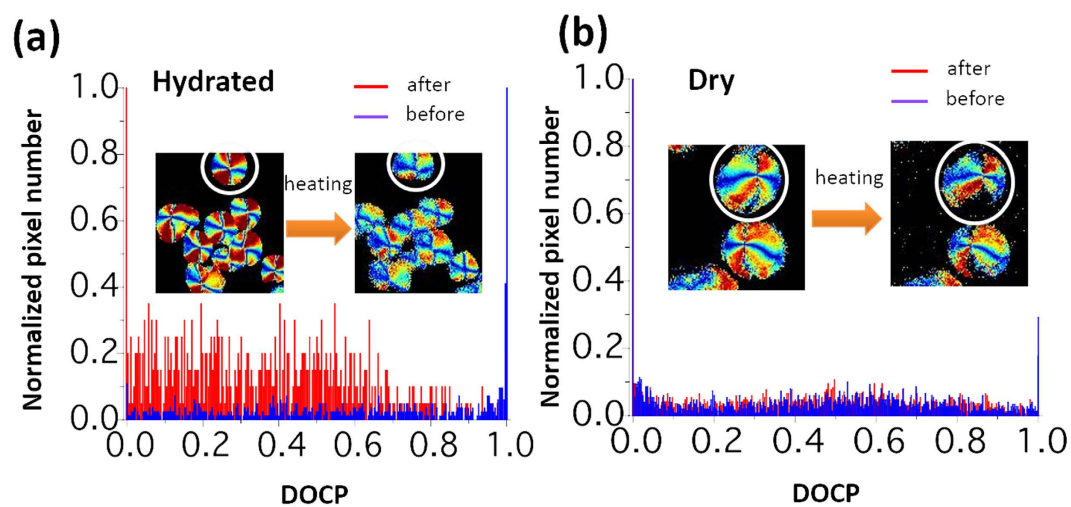 (a)
Hydrated
after
before
heating
Normalized pixel number
1.0
0.8
0.6
0.4
0.2
0.0
0.0 0.2 0.4 0.6 0.8 1.0
DOCP
(b)
Dry
after
before
heating
Normalized pixel number
1.0
0.8
0.6
0.4
0.2
0.0
0.0 0.2 0.4 0.6 0.8 1.0
DOCP